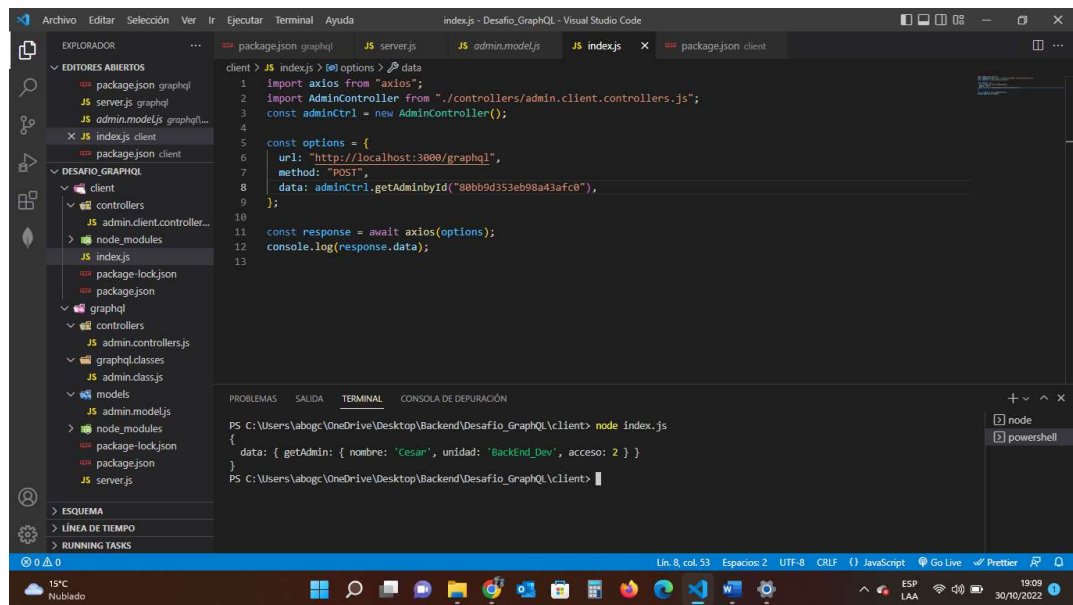 Archivo Editar Selección Ver Ir Ejecutar Terminal Ayuda
index.js - Desafio_GraphQL - Visual Studio Code
EXPLORADOR
EDITORES ABIERTOS
package.json graphql
JS server.js graphql
JS admin.model.js graphql\...
JS index.js client
package.json client
DESAFIO_GRAPHQL
client
controllers
JS admin.client.controller...
node_modules
JS index.js
package-lock.json
package.json
graphql
controllers
JS admin.controllers.js
graphql.classes
JS admin.class.js
models
JS admin.model.js
node_modules
package-lock.json
package.json
JS server.js
ESQUEMA
LÍNEA DE TIEMPO
RUNNING TASKS
package.json graphql JS server.js JS admin.model.js JS index.js package.json client
client > JS index.js > options > data
1 import axios from "axios";
2 import AdminController from "./controllers/admin.client.controllers.js";
3 const adminCtrl = new AdminController();
4
5 const options = {
6 url: "http://localhost:3000/graphql",
7 method: "POST",
8 data: adminCtrl.getAdminbyId("80bb9d353eb98a43afc0"),
9 };
10
11 const response = await axios(options);
12 console.log(response.data);
13
PROBLEMAS SALIDA TERMINAL CONSOLA DE DEPURACIÓN
PS C:\Users\abogc\OneDrive\Desktop\Backend\Desafio_GraphQL\client> node index.js
{
data: { getAdmin: { nombre: 'Cesar', unidad: 'BackEnd_Dev', acceso: 2 } }
}
PS C:\Users\abogc\OneDrive\Desktop\Backend\Desafio_GraphQL\client>
node
powershell
0 0
Lín. 8, col. 53 Espacios: 2 UTF-8 CRLF {} JavaScript Go Live Prettier
15°C
Nublado
ESP
LAA
19:09
30/10/2022
1